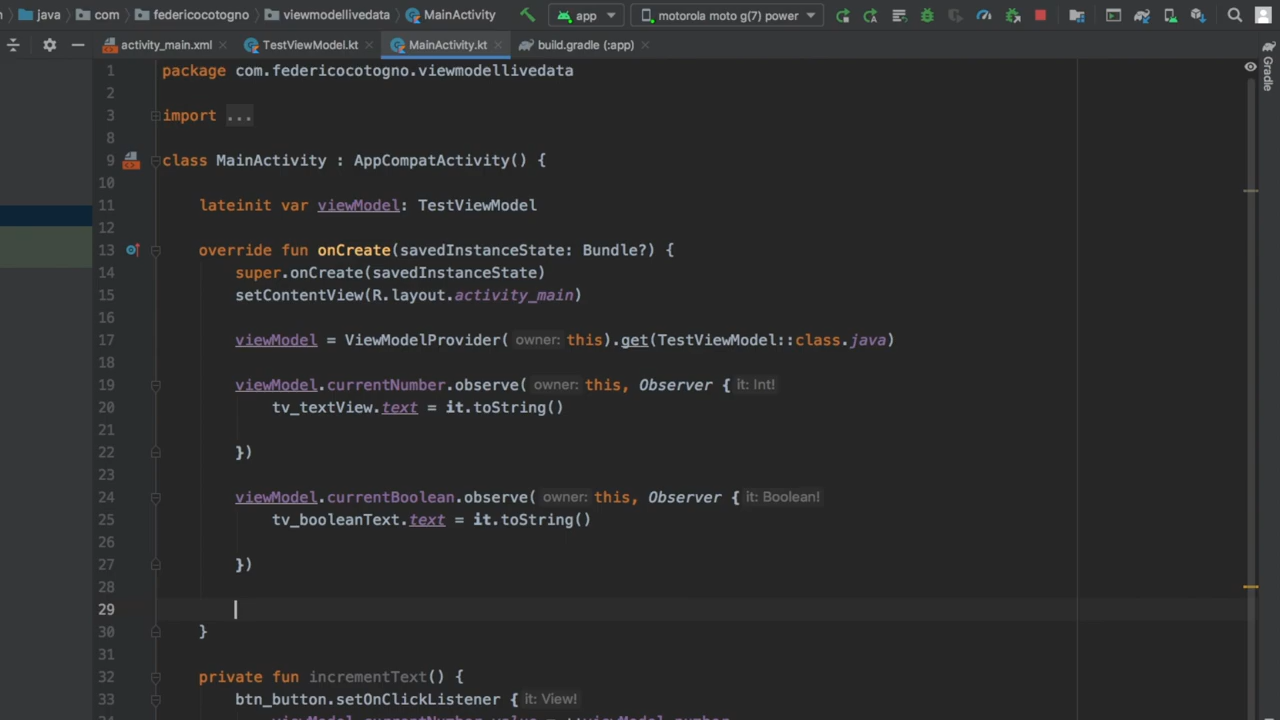 java com federicocotogno viewmodellivedata MainActivity app motorola moto g(7) power
activity_main.xml TestViewModel.kt MainActivity.kt build.gradle (:app)
Gradle
1 package com.federicocotogno.viewmodellivedata
2
3 import ...
8
9 class MainActivity : AppCompatActivity() {
10
11 lateinit var viewModel: TestViewModel
12
13 override fun onCreate(savedInstanceState: Bundle?) {
14 super.onCreate(savedInstanceState)
15 setContentView(R.layout.activity_main)
16
17 viewModel = ViewModelProvider( owner: this).get(TestViewModel::class.java)
18
19 viewModel.currentNumber.observe( owner: this, Observer { it: Int!
20 tv_textView.text = it.toString()
21
22 })
23
24 viewModel.currentBoolean.observe( owner: this, Observer { it: Boolean!
25 tv_booleanText.text = it.toString()
26
27 })
28
29
30 }
31
32 private fun incrementText() {
33 btn_button.setOnClickListener { it: View!